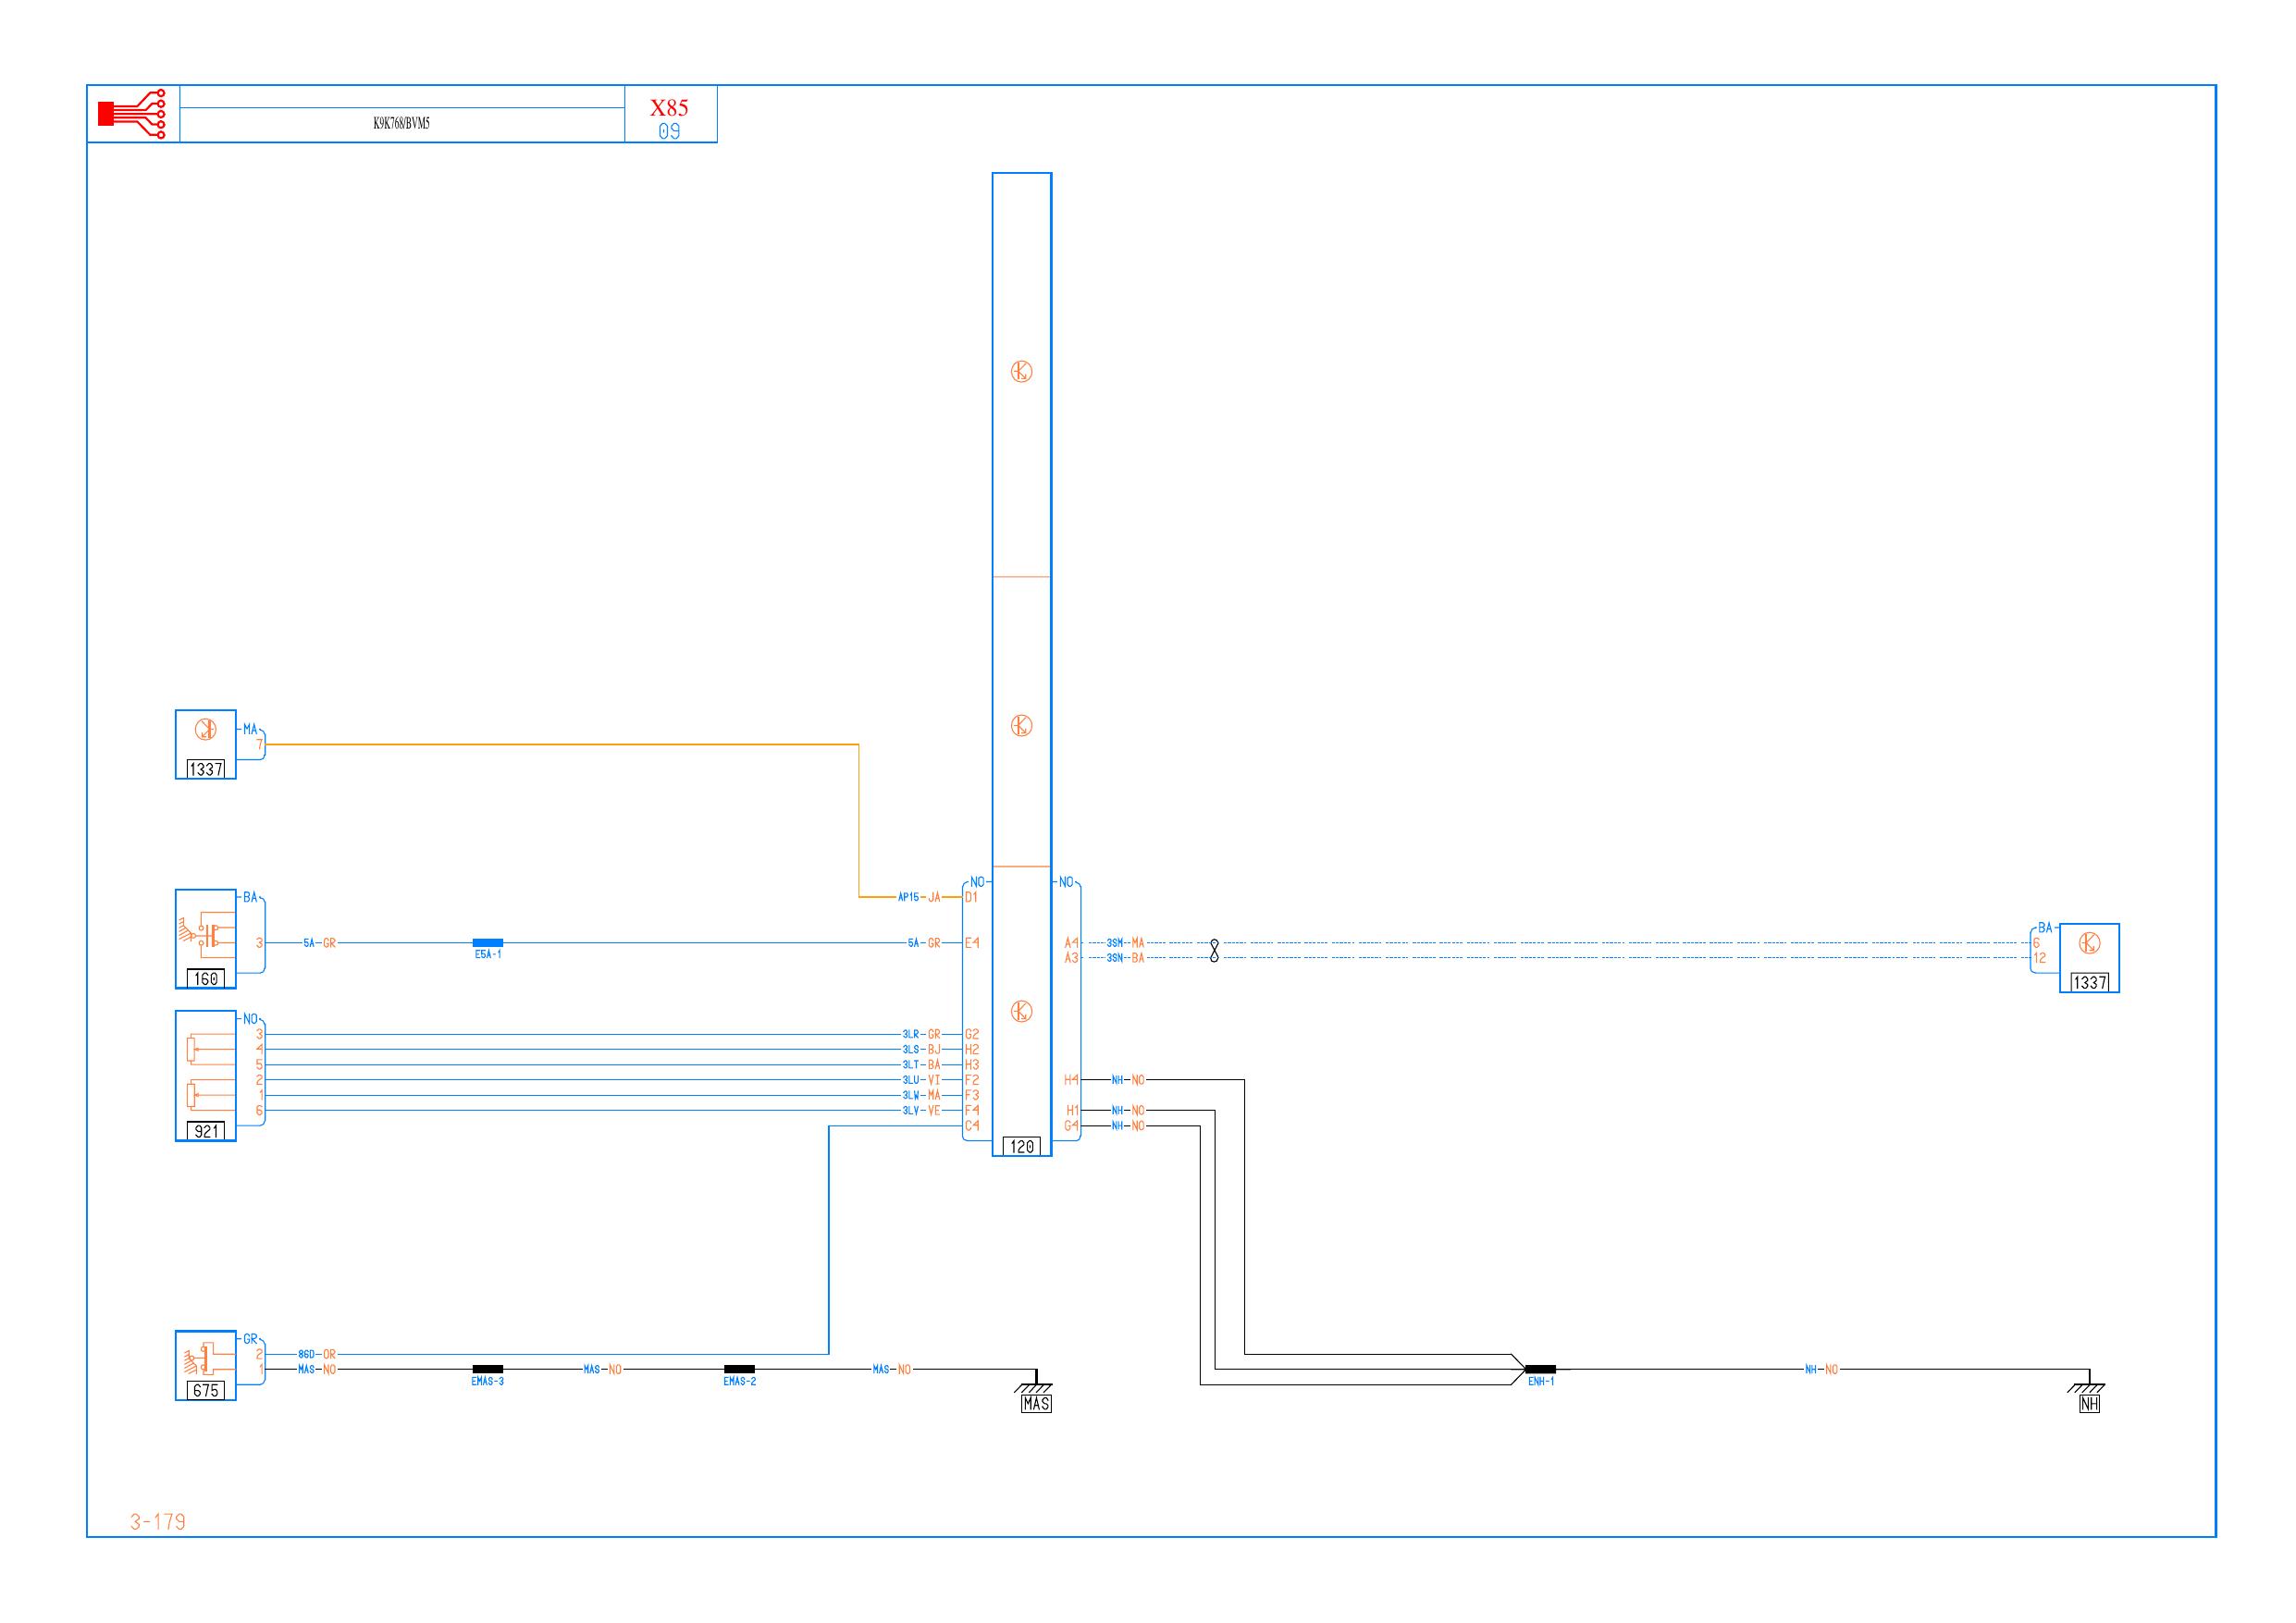 K9K768/BVM5
X85
09
MA
7
1337
NO
NO
AP15-JA
D1
BA
3
5A-GR
E5A-1
5A-GR
E4
160
A4
3SM--MA
A3
3SN--BA
BA
6
12
1337
NO
3
3LR-GR
G2
4
3LS-BJ
H2
5
3LT-BA
H3
2
3LU-VI
F2
1
3LW-MA
F3
6
3LV-VE
F4
C4
921
120
H4
NH-NO
H1
NH-NO
G4
NH-NO
GR
2
86D-OR
1
MAS-NO
EMAS-3
MAS-NO
EMAS-2
MAS-NO
MAS
675
ENH-1
NH-NO
NH
3-179